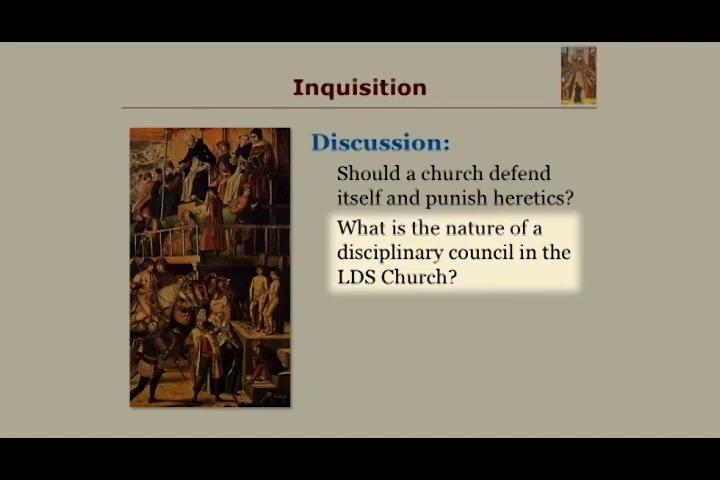 Inquisition
Discussion:
Should a church defend
itself and punish heretics?
What is the nature of a
disciplinary council in the
LDS Church?